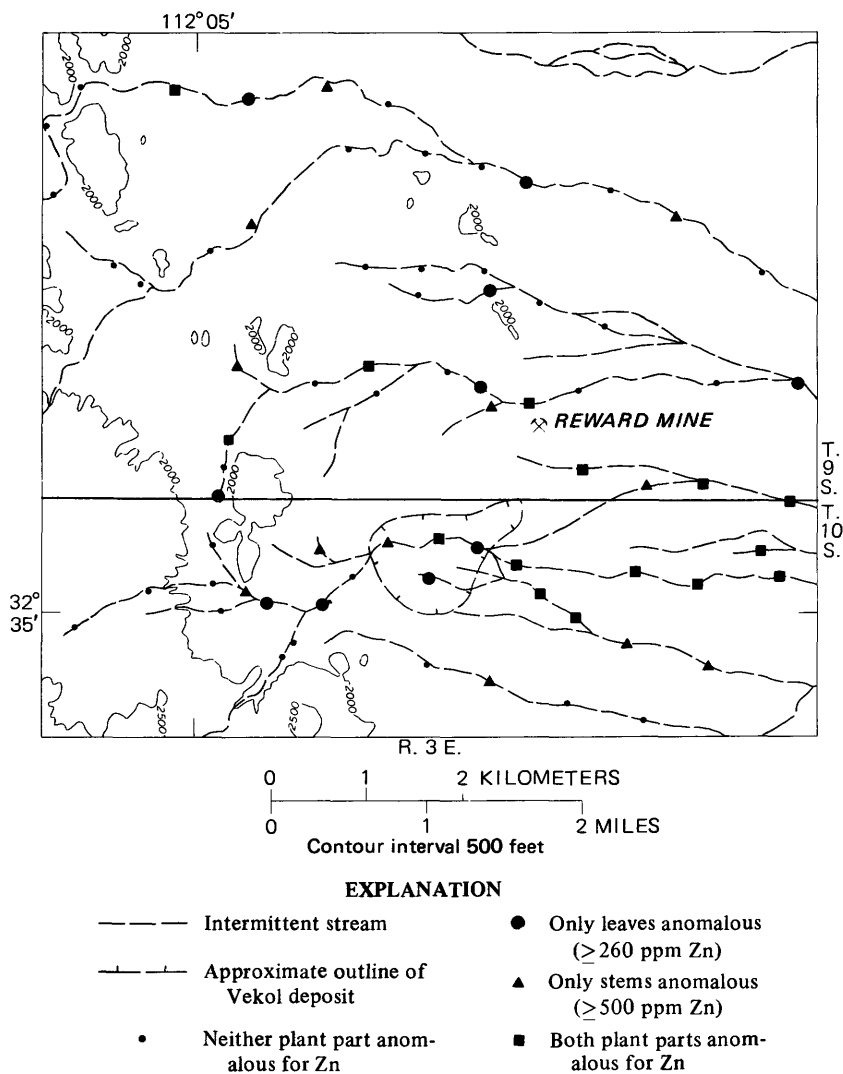 112° 05′
2000
2000
2000
2000
2000
2000
2000
2000
2000
REWARD MINE
2000
2000
T.
9
S.
T.
10
S.
32°
35′
2000
2500
2500
R. 3 E.
0 1 2 KILOMETERS
0 1 2 MILES
Contour interval 500 feet
EXPLANATION
Intermittent stream
Approximate outline of
Vekol deposit
Neither plant part anom-
alous for Zn
Only leaves anomalous
(≥260 ppm Zn)
Only stems anomalous
(≥500 ppm Zn)
Both plant parts anom-
alous for Zn